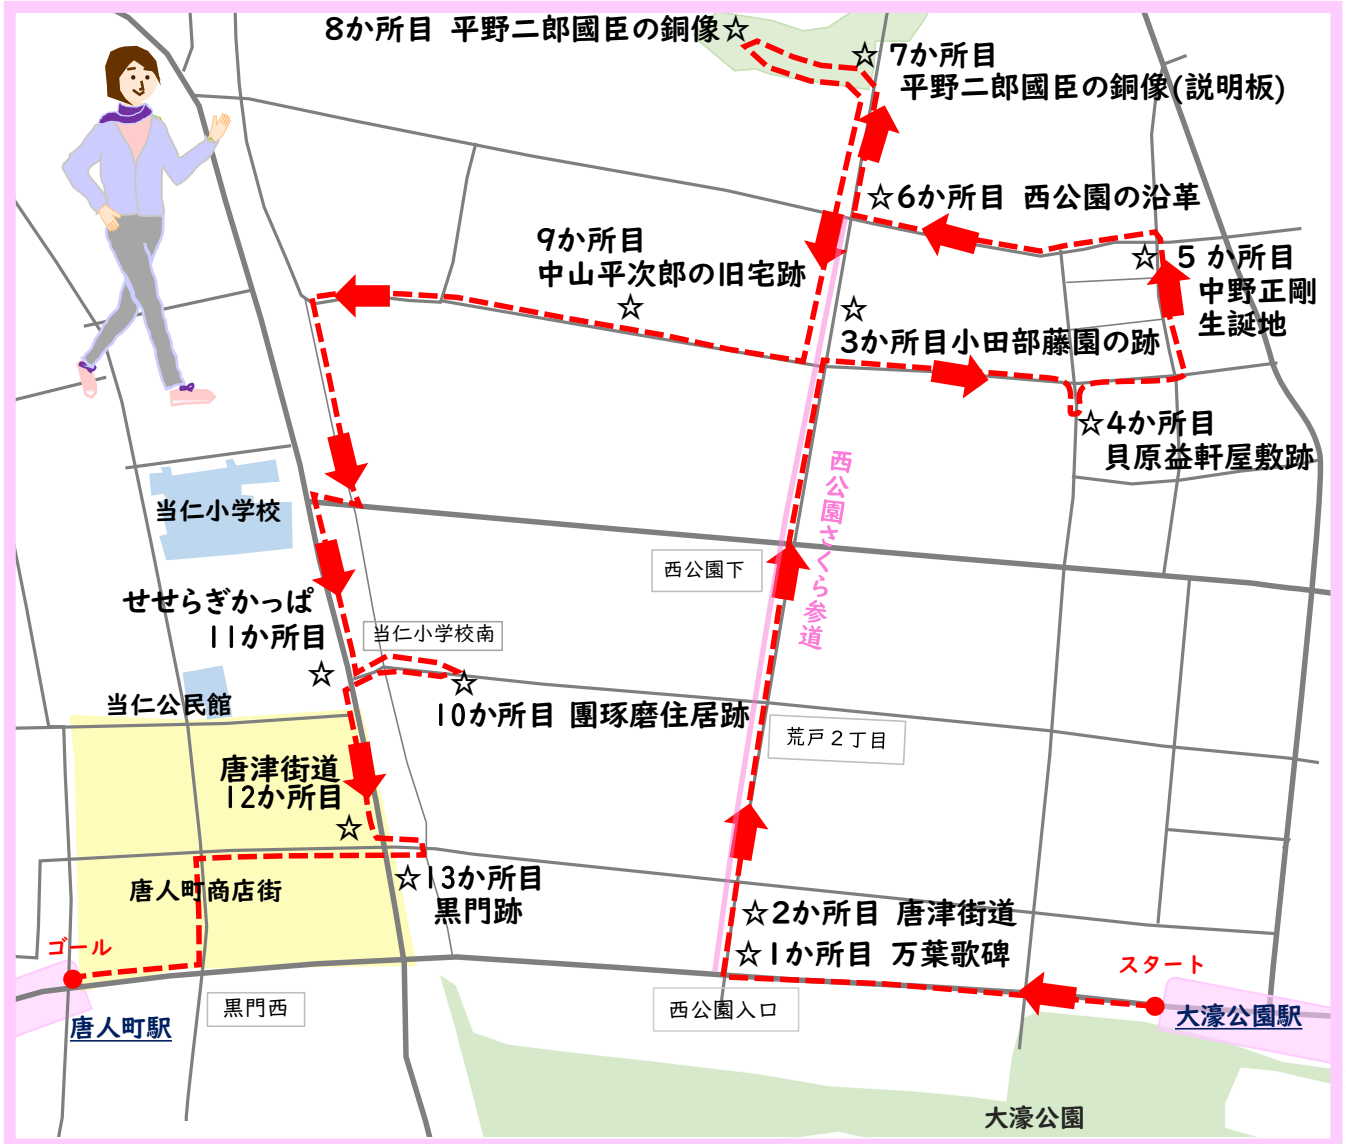 8か所目 平野二郎國臣の銅像☆
☆ 7か所目
平野二郎國臣の銅像(説明板)
☆6か所目 西公園の沿革
9か所目
中山平次郎の旧宅跡
☆
☆ 5 か所目
中野正剛
生誕地
☆
3か所目小田部藤園の跡
☆4か所目
貝原益軒屋敷跡
西公園さくら参道
当仁小学校
西公園下
せせらぎかっぱ
11か所目
☆
当仁小学校南
☆
10か所目 團琢磨住居跡
当仁公民館
荒戸2丁目
唐津街道
12か所目
☆
☆13か所目
黒門跡
唐人町商店街
☆2か所目 唐津街道
☆1か所目 万葉歌碑
ゴール
スタート
黒門西
西公園入口
唐人町駅
大濠公園駅
大濠公園